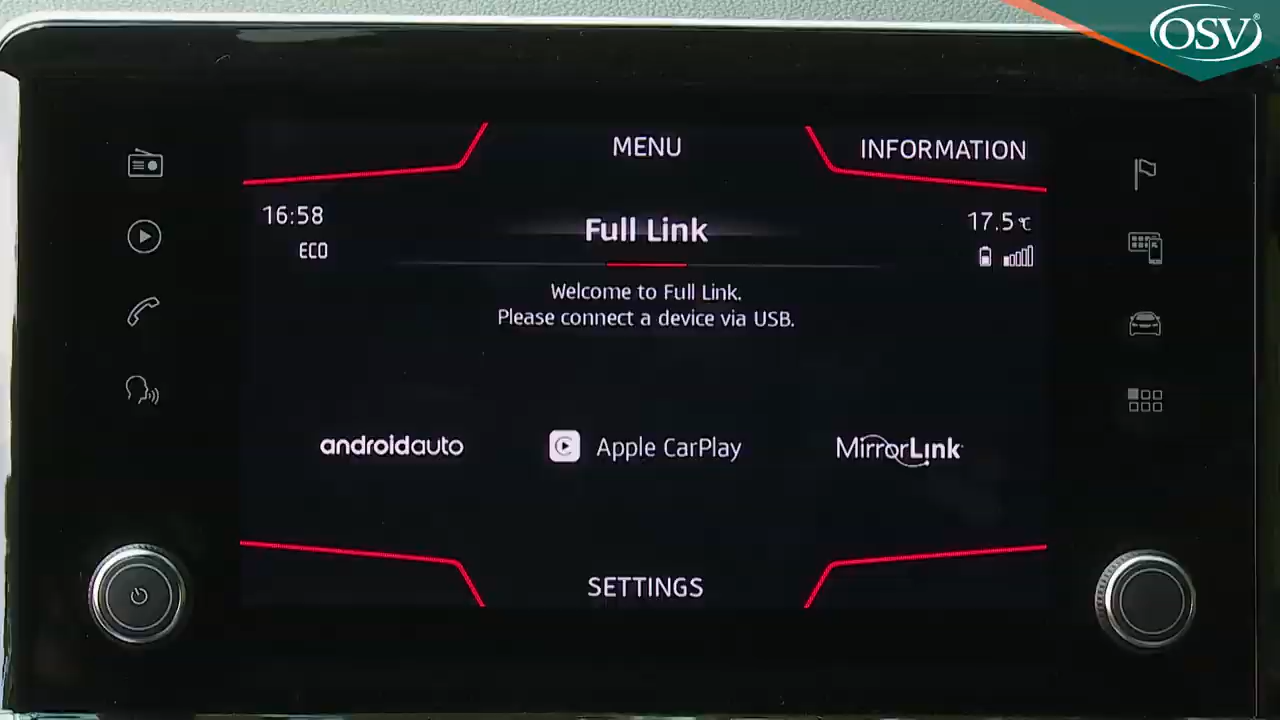 OSV®
MENU
INFORMATION
16:58
Full Link
17.5°C
ECO
Welcome to Full Link.
Please connect a device via USB.
androidauto
Apple CarPlay
MirrorLink
SETTINGS